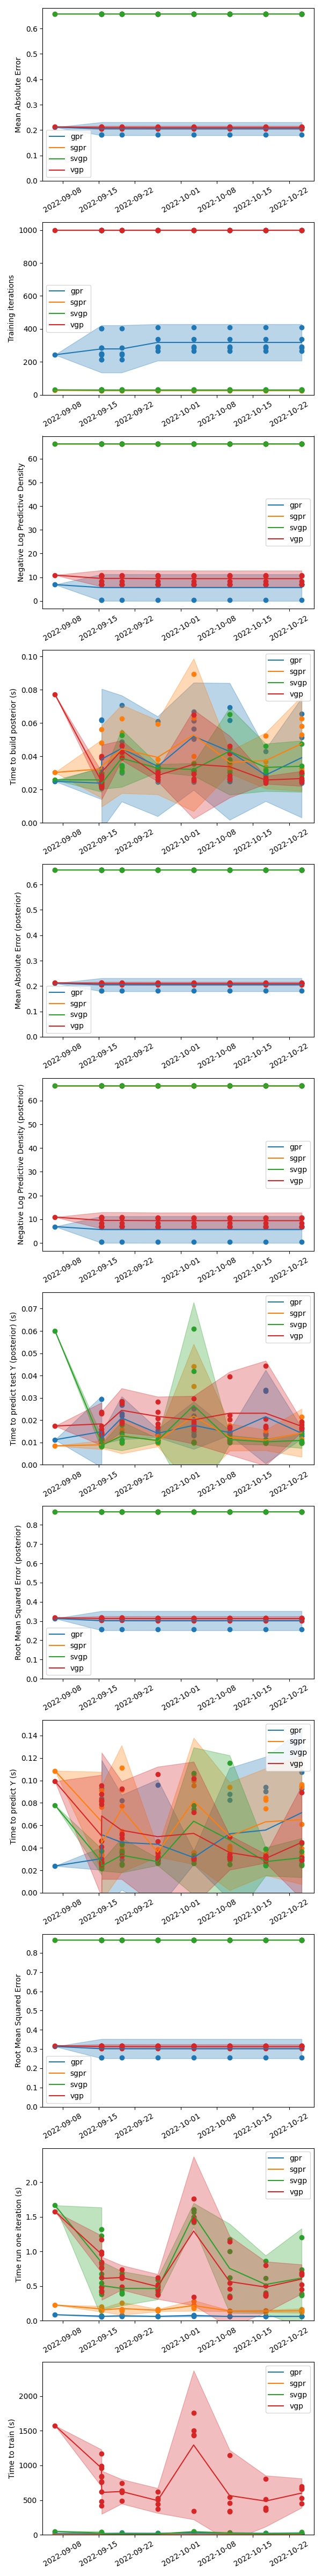 Mean Absolute Error
0.6
0.5
0.4
0.3
0.2
0.1
0.0
gpr
sgpr
svgp
vgp
2022-09-08
2022-09-15
2022-09-22
2022-10-01
2022-10-08
2022-10-15
2022-10-22
Training iterations
1000
800
600
400
200
0
gpr
sgpr
svgp
vgp
2022-09-08
2022-09-15
2022-09-22
2022-10-01
2022-10-08
2022-10-15
2022-10-22
Negative Log Predictive Density
60
50
40
30
20
10
0
gpr
sgpr
svgp
vgp
2022-09-08
2022-09-15
2022-09-22
2022-10-01
2022-10-08
2022-10-15
2022-10-22
Time to build posterior (s)
0.10
0.08
0.06
0.04
0.02
0.00
gpr
sgpr
svgp
vgp
2022-09-08
2022-09-15
2022-09-22
2022-10-01
2022-10-08
2022-10-15
2022-10-22
Mean Absolute Error (posterior)
0.6
0.5
0.4
0.3
0.2
0.1
0.0
gpr
sgpr
svgp
vgp
2022-09-08
2022-09-15
2022-09-22
2022-10-01
2022-10-08
2022-10-15
2022-10-22
Negative Log Predictive Density (posterior)
60
50
40
30
20
10
0
gpr
sgpr
svgp
vgp
2022-09-08
2022-09-15
2022-09-22
2022-10-01
2022-10-08
2022-10-15
2022-10-22
Time to predict test Y (posterior) (s)
0.07
0.06
0.05
0.04
0.03
0.02
0.01
0.00
gpr
sgpr
svgp
vgp
2022-09-08
2022-09-15
2022-09-22
2022-10-01
2022-10-08
2022-10-15
2022-10-22
Root Mean Squared Error (posterior)
0.8
0.7
0.6
0.5
0.4
0.3
0.2
0.1
0.0
gpr
sgpr
svgp
vgp
2022-09-08
2022-09-15
2022-09-22
2022-10-01
2022-10-08
2022-10-15
2022-10-22
Time to predict Y (s)
0.14
0.12
0.10
0.08
0.06
0.04
0.02
0.00
gpr
sgpr
svgp
vgp
2022-09-08
2022-09-15
2022-09-22
2022-10-01
2022-10-08
2022-10-15
2022-10-22
Root Mean Squared Error
0.8
0.7
0.6
0.5
0.4
0.3
0.2
0.1
0.0
gpr
sgpr
svgp
vgp
2022-09-08
2022-09-15
2022-09-22
2022-10-01
2022-10-08
2022-10-15
2022-10-22
Time run one iteration (s)
2.0
1.5
1.0
0.5
0.0
gpr
sgpr
svgp
vgp
2022-09-08
2022-09-15
2022-09-22
2022-10-01
2022-10-08
2022-10-15
2022-10-22
Time to train (s)
2000
1500
1000
500
0
gpr
sgpr
svgp
vgp
2022-09-08
2022-09-15
2022-09-22
2022-10-01
2022-10-08
2022-10-15
2022-10-22